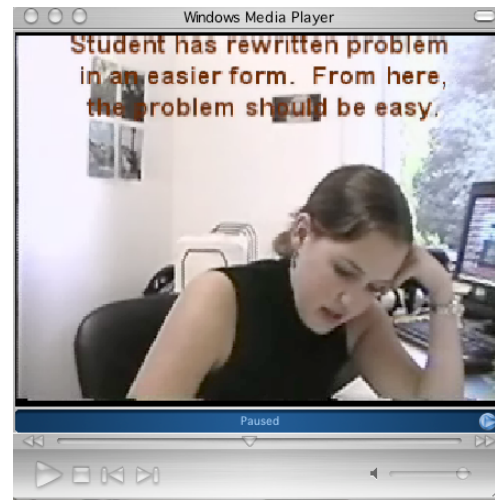 Windows Media Player
Student has rewritten problem
in an easier form. From here,
the problem should be easy.
Paused